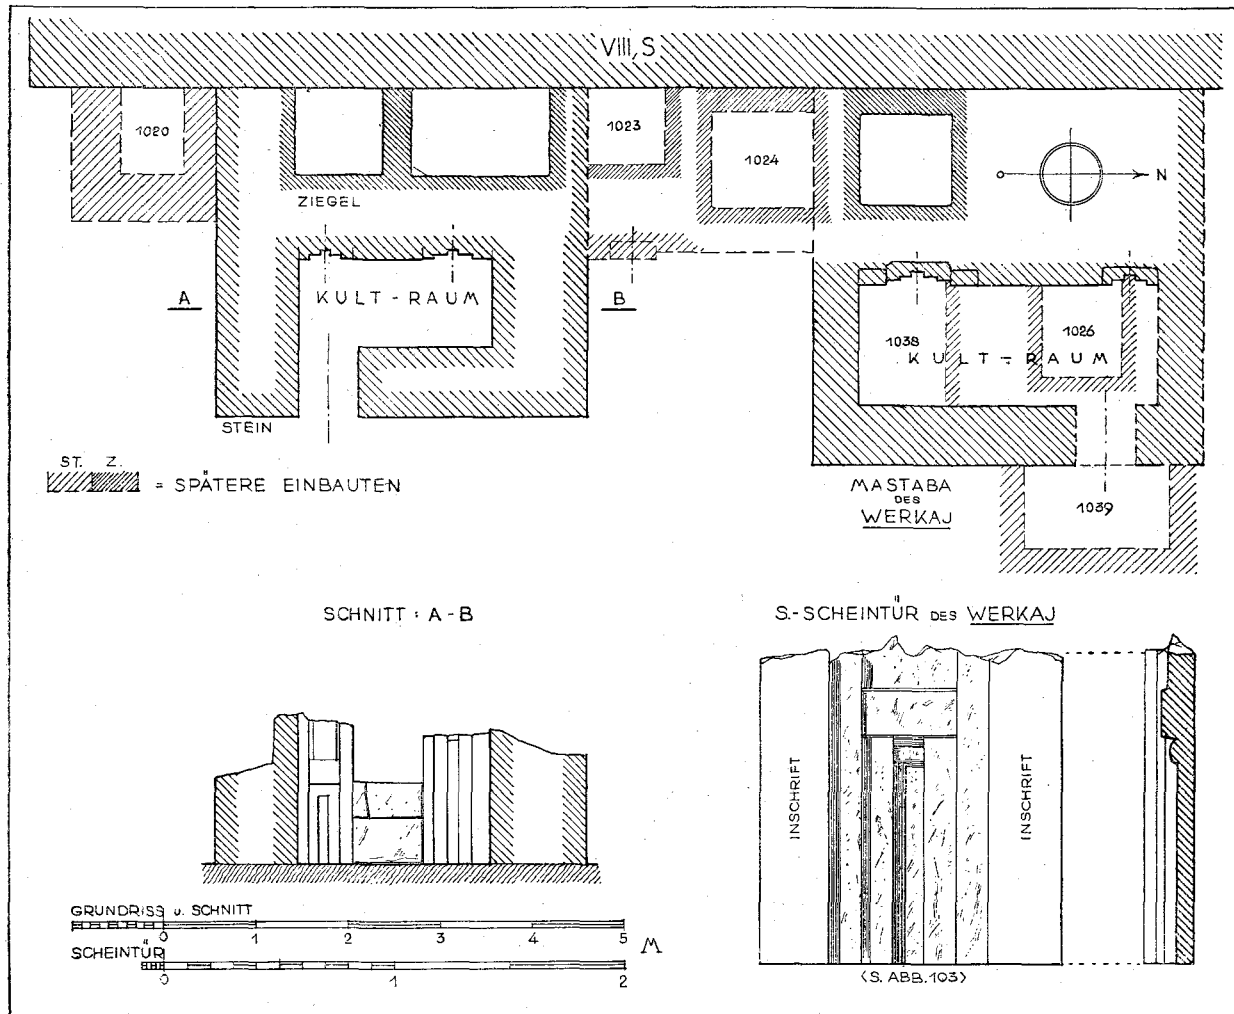 VIII, S
1020
1023
1024
N
ZIEGEL
A
KULT-RAUM
B
1038
1026
KULT-RAUM
STEIN
ST. Z.
= SPÄTERE EINBAUTEN
MASTABA
DES
WERKAJ
1039
SCHNITT : A-B
S.-SCHEINTÜR DES WERKAJ
INSCHRIFT
INSCHRIFT
GRUNDRISS u. SCHNITT
0 1 2 3 4 5
M
SCHEINTÜR
0 1 2
(S. ABB. 103)